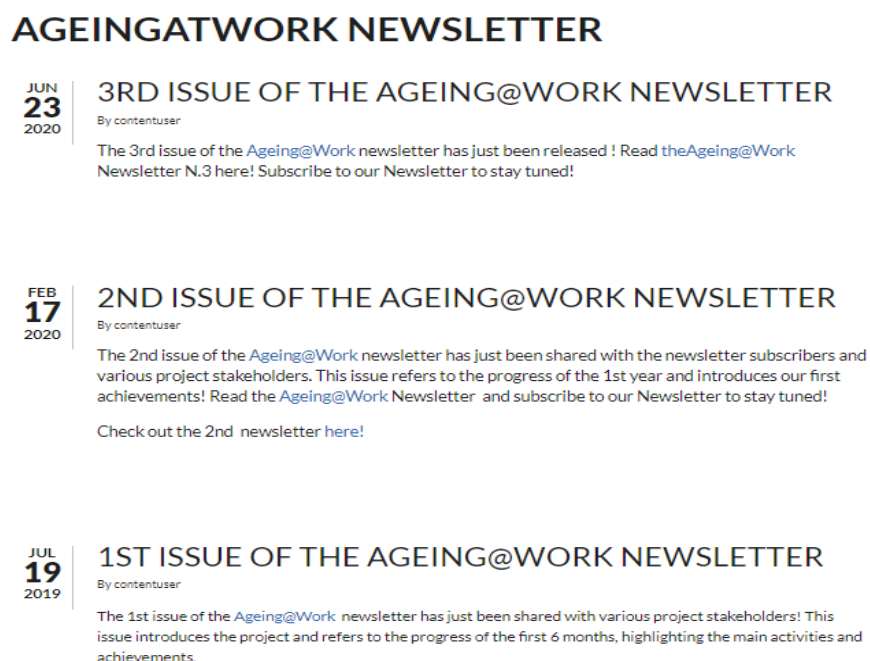 AGEINGATWORK NEWSLETTER
JUN
23
2020
3RD ISSUE OF THE AGEING@WORK NEWSLETTER
By contentuser
The 3rd issue of the Ageing@Work newsletter has just been released ! Read theAgeing@Work
Newsletter N.3 here! Subscribe to our Newsletter to stay tuned!
FEB
17
2020
2ND ISSUE OF THE AGEING@WORK NEWSLETTER
By contentuser
The 2nd issue of the Ageing@Work newsletter has just been shared with the newsletter subscribers and
various project stakeholders. This issue refers to the progress of the 1st year and introduces our first
achievements! Read the Ageing@Work Newsletter and subscribe to our Newsletter to stay tuned!
Check out the 2nd newsletter here!
JUL
19
2019
1ST ISSUE OF THE AGEING@WORK NEWSLETTER
By contentuser
The 1st issue of the Ageing@Work newsletter has just been shared with various project stakeholders! This
issue introduces the project and refers to the progress of the first 6 months, highlighting the main activities and
achievements.